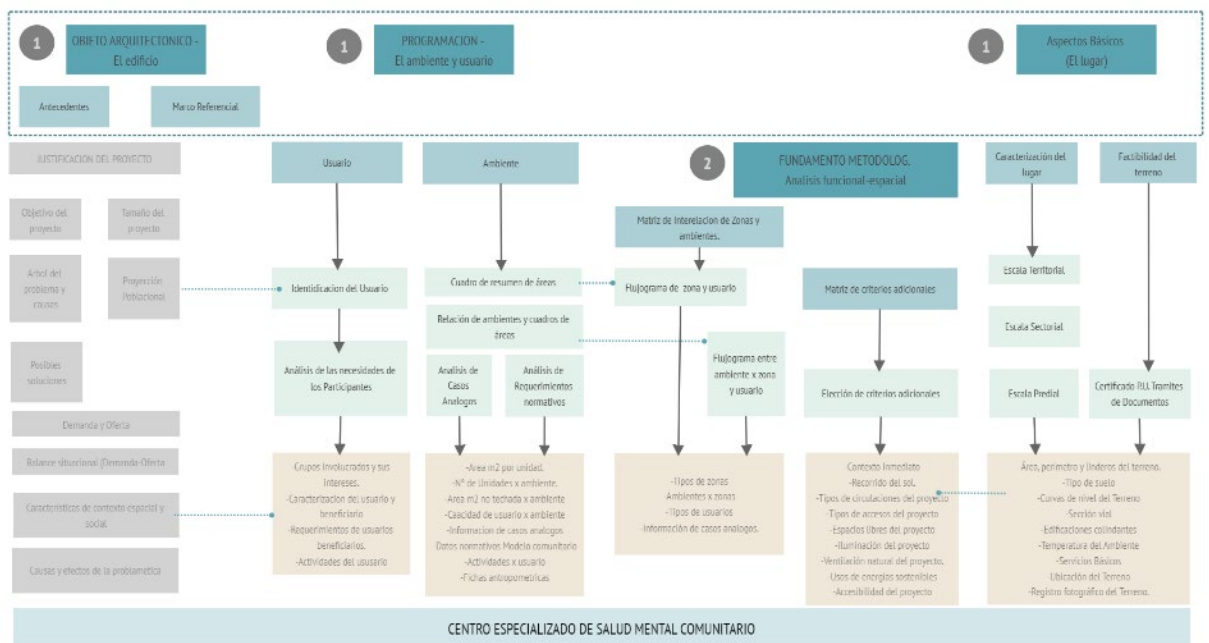 1
OBJETO ARQUITECTONICO –
El edificio
1
PROGRAMACION –
El ambiente y usuario
1
Aspectos Básicos
(El lugar)
Antecedentes
Marco Referencial
JUSTIFICACION DEL PROYECTO
Objetivo del
proyecto
Tamaño del
proyecto
Arbol del
problema y
causas
Proyección
Poblacional
Posibles
soluciones
Demanda y Oferta
Balance situacional (Demanda-Oferta
Características de contexto espacial y
social
Causas y efectos de la problametica
Usuario
Identidicacion del Usuario
Análisis de las necesidades de
los Participantes
Grupos involucrados y sus
intereses.
-Caracterizacion del usuario y
beneficiario
-Requerimientos de usuarios
beneficiarios.
-Actividades del ususario
Ambiente
Cuadro de resumen de áreas
Relación de ambientes y cuadros de
áreas
Analisis de
Casos
Analogos
Análisis de
Requerimientos
normativos
-Area m2 por unidad.
-Nº de Unidades x ambiente.
-Area m2 no techada x ambiente
-Caacidad de usuario x ambiente
-Informacion de casos analogos
Datos normativos Modelo comunitario
-Actividades x usuario
-Fichas antropometricas
2
FUNDAMENTO METODOLOG.
Analisis funcional-espacial
Matriz de Interelacion de Zonas y
ambientes.
Flujograma de zona y usuario
Flujograma entre
ambiente x zona
y usuario
-Tipos de zonas
Ambientes x zonas
-Tipos de usuarios
-Información de casos analogos.
Matriz de criterios adicionales
Elección de criterios adicionales
Contexto Inmediato
-Recorrido del sol.
-Tipos de circulaciones del proyecto
-Tipos de accesos del proyecto
-Espacios libres del proyecto
-Iluminación del proyecto
-Ventilación natural del proyecto.
Usos de energías sostenibles
-Accesibilidad del proyecto
Caracterización del
lugar
Escala Territorial
Escala Sectorial
Escala Predial
Factibilidad del
terreno
Certificado P.U. Tramites
de Documentos
Área, perimetro y linderos del terreno.
-Tipo de suelo
-Curvas de nivel del Terreno
-Sección vial
-Edificaciones colindantes
-Temperatura del Ambiente
-Servicios Básicos
-Ubicación del Terreno
-Registro fotográfico del Terreno.
CENTRO ESPECIALIZADO DE SALUD MENTAL COMUNITARIO